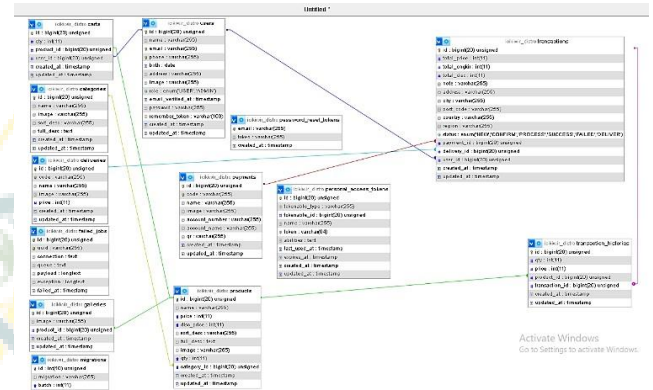 Untitled *
carts
id : bigint(20) unsigned
qty : int(11)
product_id : bigint(20) unsigned
user_id : bigint(20) unsigned
created_at : timestamp
updated_at : timestamp
categories
id : bigint(20) unsigned
name : varchar(255)
image : varchar(255)
sort_desc : varchar(255)
full_desc : text
created_at : timestamp
updated_at : timestamp
deliveries
id : bigint(20) unsigned
code : varchar(255)
name : varchar(255)
image : varchar(255)
price : int(11)
created_at : timestamp
updated_at : timestamp
failed_jobs
id : bigint(20) unsigned
uuid : varchar(255)
connection : text
queue : text
payload : longtext
exception : longtext
failed_at : timestamp
galleries
id : bigint(20) unsigned
image : varchar(255)
product_id : bigint(20) unsigned
created_at : timestamp
updated_at : timestamp
migrations
id : int(10) unsigned
migration : varchar(255)
batch : int(11)
users
id : bigint(20) unsigned
name : varchar(255)
email : varchar(255)
phone : varchar(255)
birth : date
address : varchar(255)
image : varchar(255)
role : enum('USER','ADMIN')
email_verified_at : timestamp
password : varchar(255)
remember_token : varchar(100)
created_at : timestamp
updated_at : timestamp
password_reset_tokens
email : varchar(255)
token : varchar(255)
created_at : timestamp
payments
id : bigint(20) unsigned
code : varchar(255)
name : varchar(255)
image : varchar(255)
account_number : varchar(255)
account_name : varchar(255)
qr : varchar(255)
created_at : timestamp
updated_at : timestamp
personal_access_tokens
id : bigint(20) unsigned
tokenable_type : varchar(255)
tokenable_id : bigint(20) unsigned
name : varchar(255)
token : varchar(64)
abilities : text
last_used_at : timestamp
expires_at : timestamp
created_at : timestamp
updated_at : timestamp
products
id : bigint(20) unsigned
name : varchar(255)
price : int(11)
disc_price : int(11)
sort_desc : varchar(255)
full_desc : text
image : varchar(255)
qty : int(11)
category_id : bigint(20) unsigned
created_at : timestamp
updated_at : timestamp
transactions
id : bigint(20) unsigned
total_price : int(11)
total_ongkir : int(11)
total_disc : int(11)
note : varchar(255)
address : varchar(255)
city : varchar(255)
post_code : varchar(255)
country : varchar(255)
region : varchar(255)
payment_id : bigint(20) unsigned
delivery_id : bigint(20) unsigned
user_id : bigint(20) unsigned
created_at : timestamp
updated_at : timestamp
transaction_histories
id : bigint(20) unsigned
qty : int(11)
price : int(11)
product_id : bigint(20) unsigned
transaction_id : bigint(20) unsigned
created_at : timestamp
updated_at : timestamp
Activate Windows
Go to Settings to activate Windows.